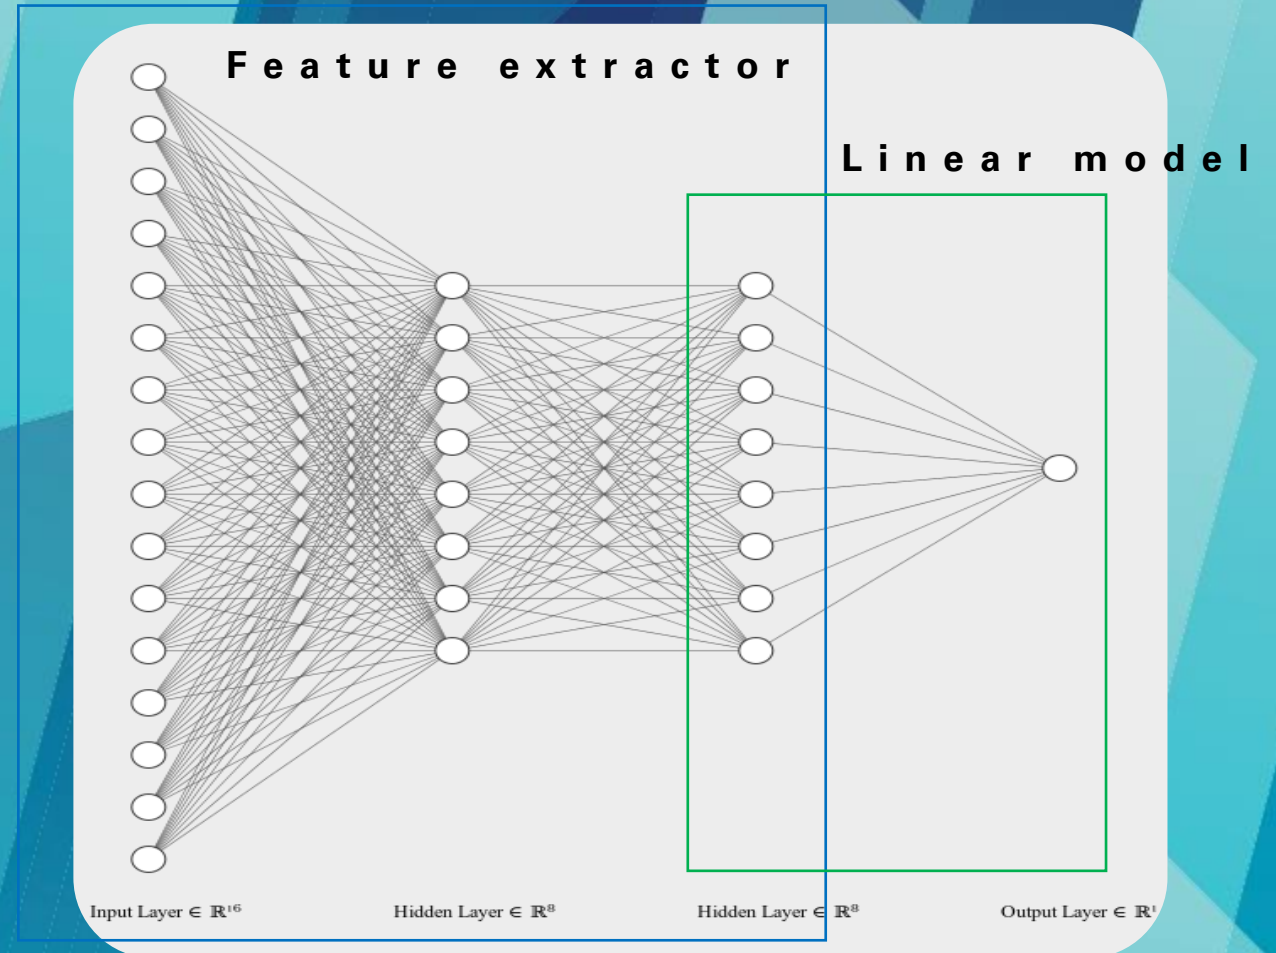 Feature extractor
Linear model
Input Layer ∈ ℝ¹⁶
Hidden Layer ∈ ℝ⁸
Hidden Layer ∈ ℝ⁸
Output Layer ∈ ℝ¹